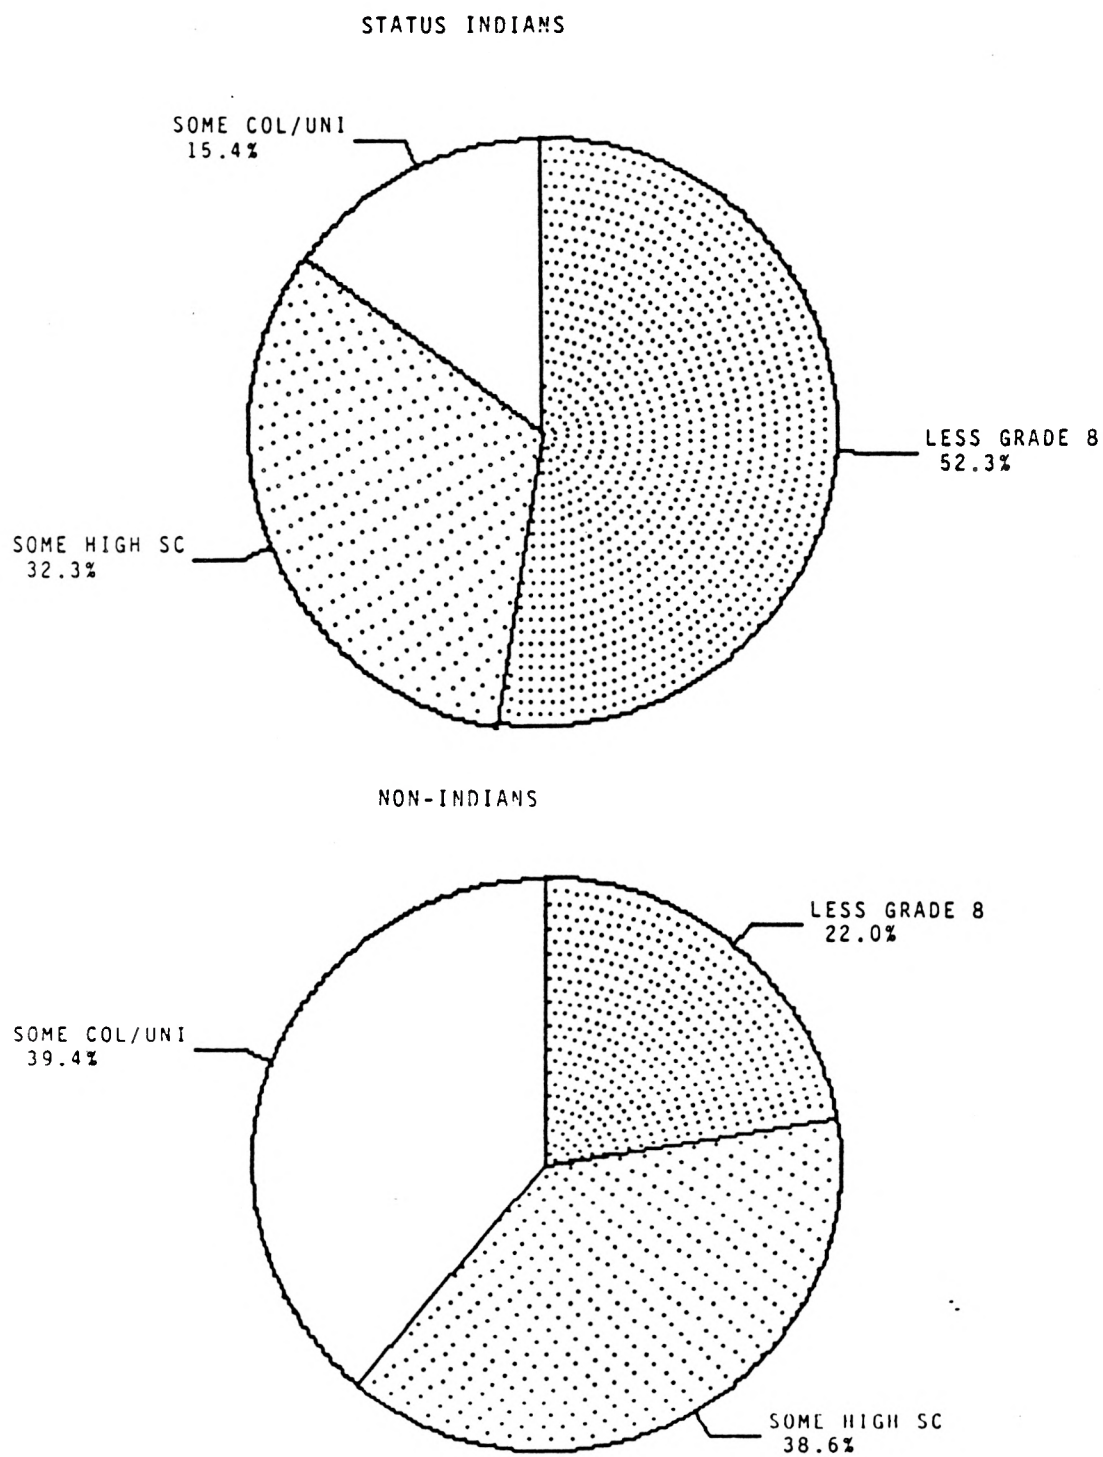 STATUS INDIANS
SOME COL/UNI
15.4%
LESS GRADE 8
52.3%
SOME HIGH SC
32.3%
NON-INDIANS
LESS GRADE 8
22.0%
SOME COL/UNI
39.4%
SOME HIGH SC
38.6%